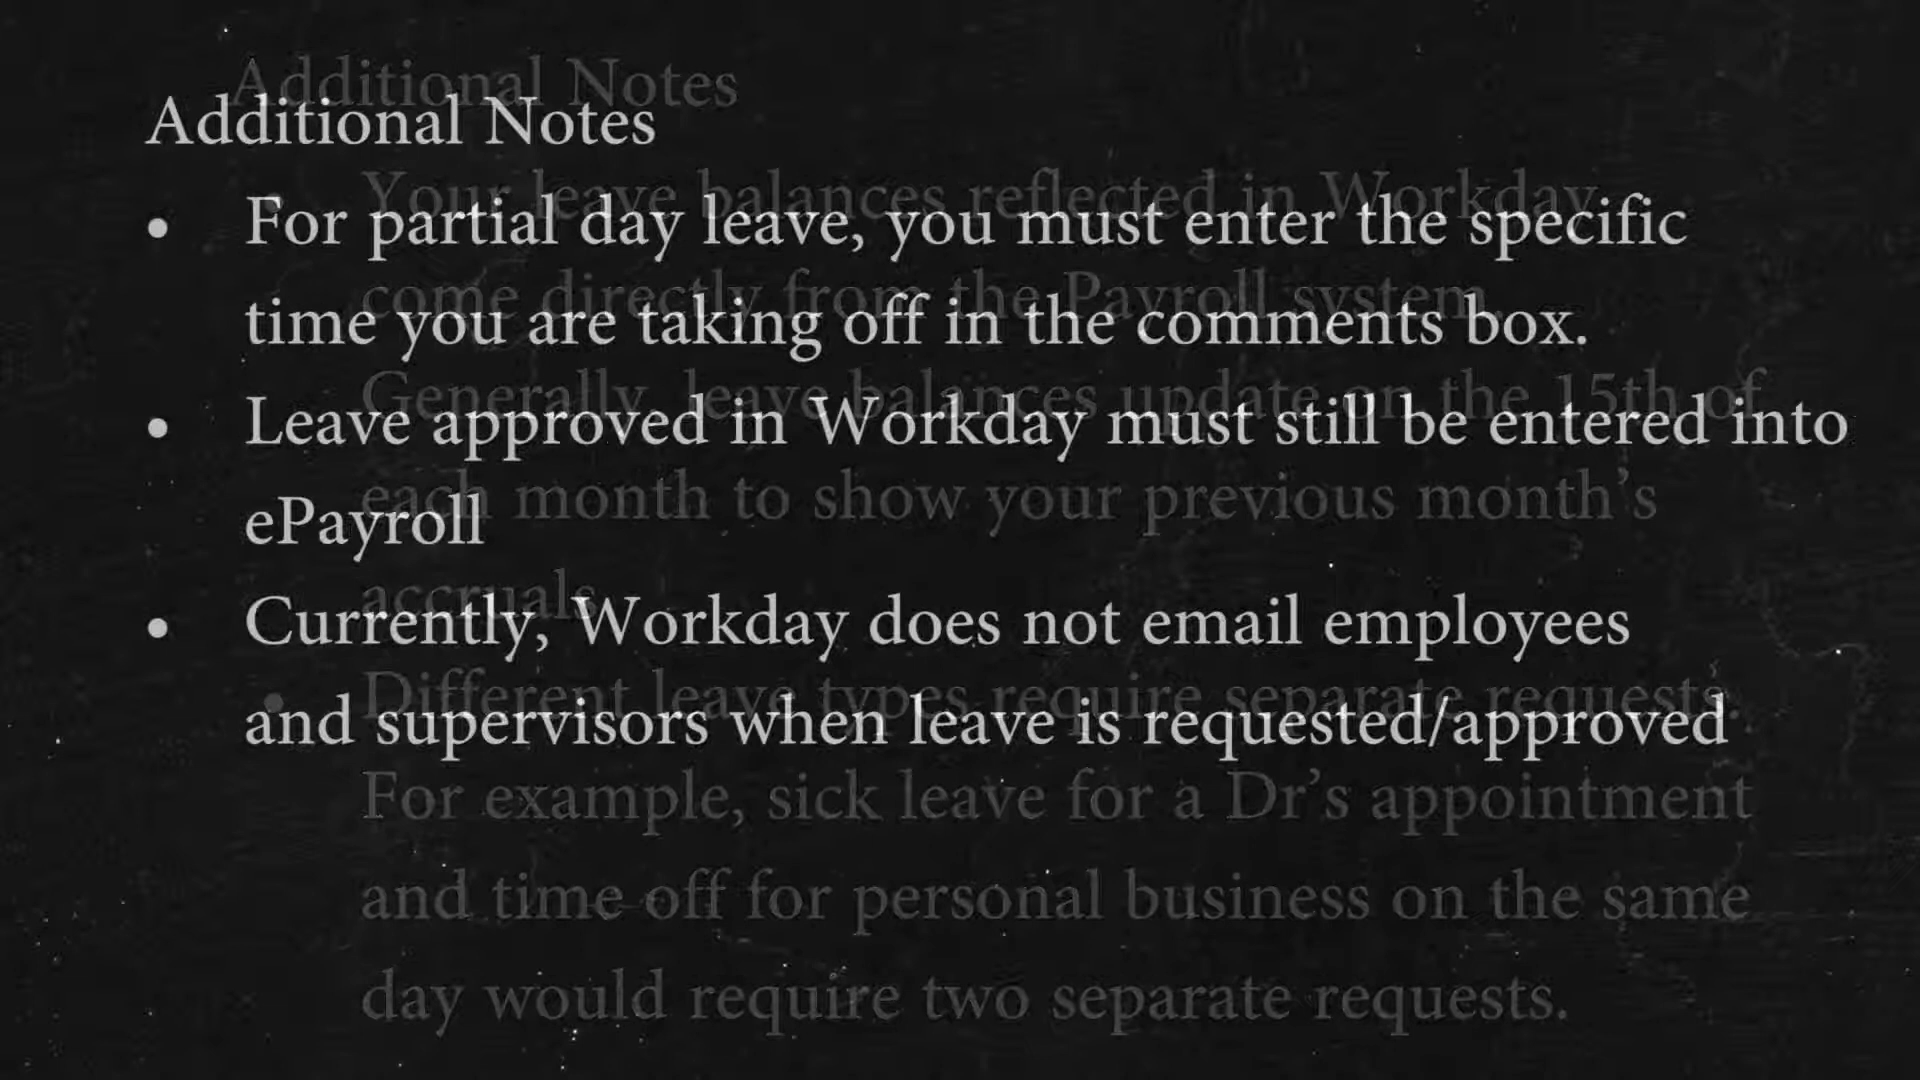 Additional Notes
For partial day leave, you must enter the specific
time you are taking off in the comments box.
Leave approved in Workday must still be entered into
ePayroll
Currently, Workday does not email employees
and supervisors when leave is requested/approved
Additional Notes
Your leave balances reflected in Workday
come directly from the Payroll system.
Generally, leave balances update on the 15th of
each month to show your previous month's
accruals.
Different leave types require separate requests.
For example, sick leave for a Dr's appointment
and time off for personal business on the same
day would require two separate requests.